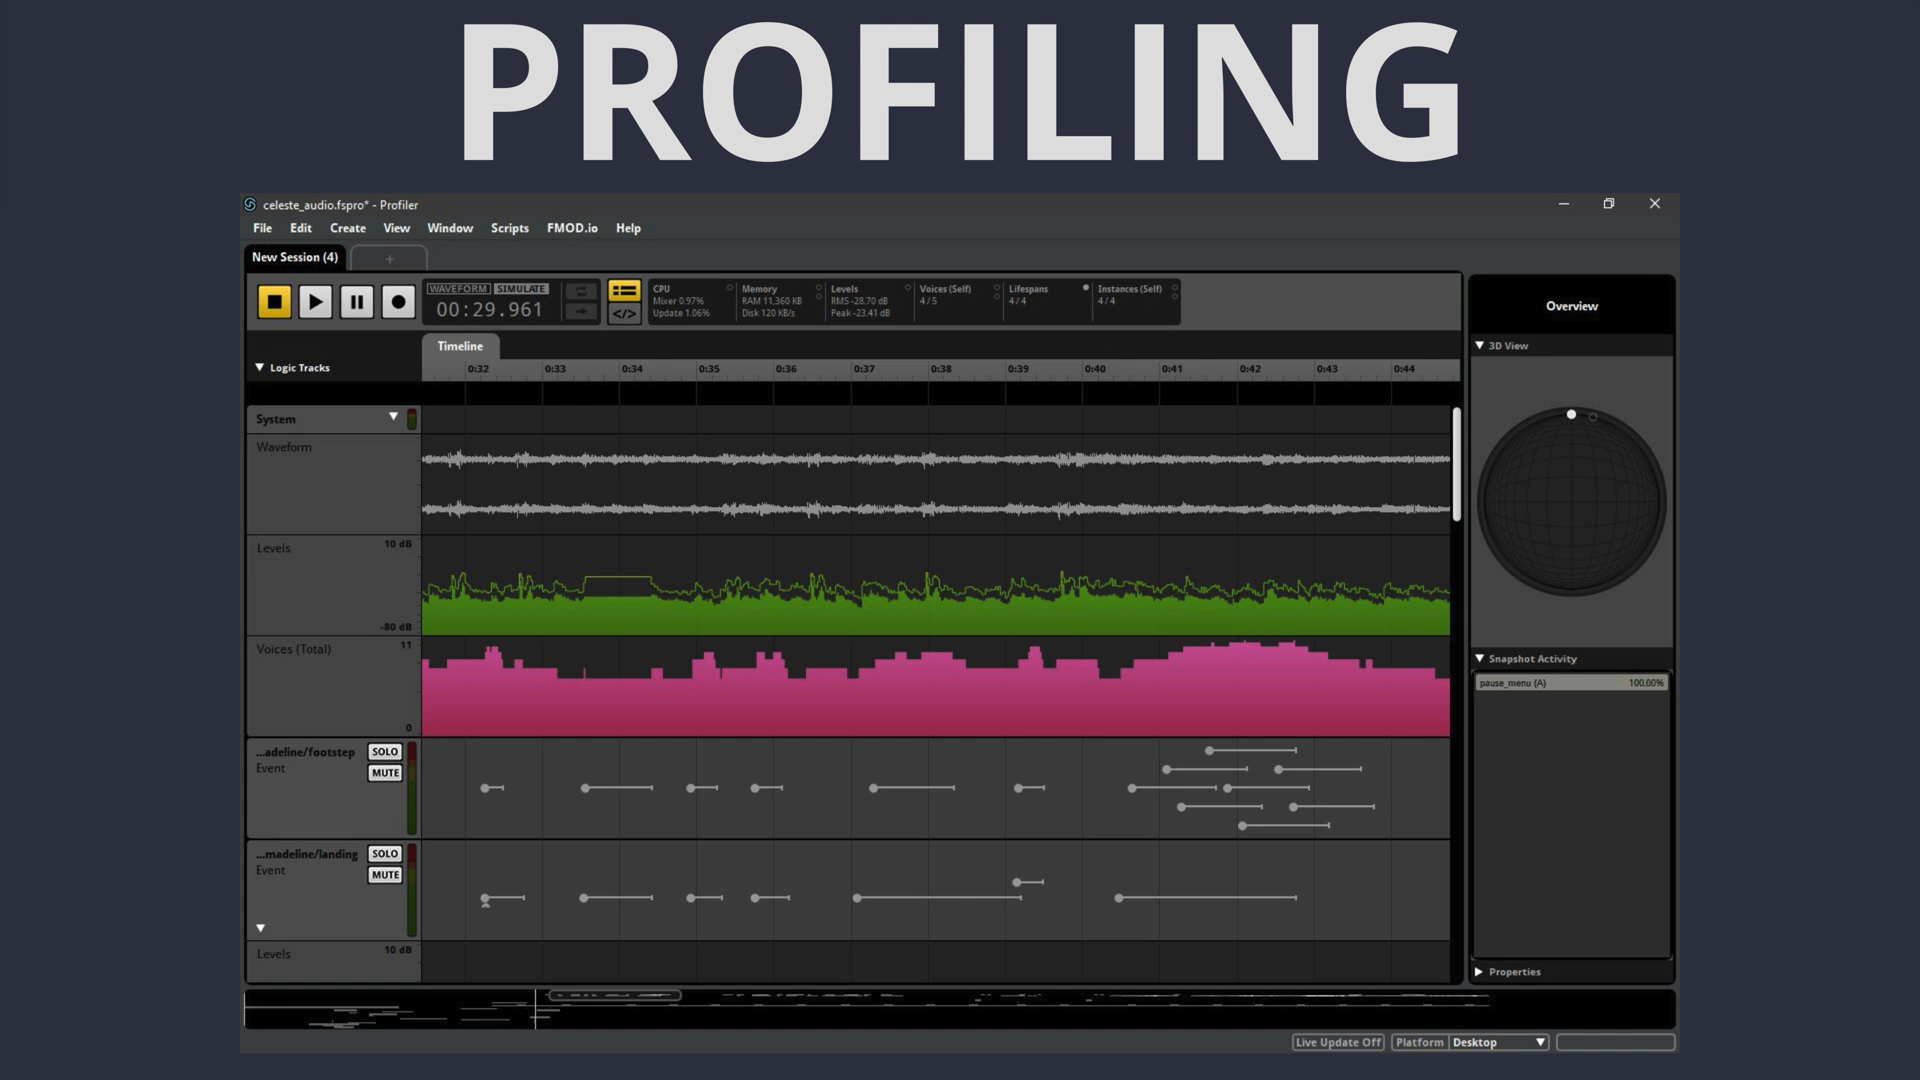 PROFILING
celeste_audio.fspro* - Profiler
File Edit Create View Window Scripts FMOD.io Help
New Session (4) +
WAVEFORM SIMULATE
00:29.961
</>
CPU
Mixer 0.97%
Update 1.06%
Memory
RAM 11,360 KB
Disk 120 KB/s
Levels
RMS -28.70 dB
Peak -23.41 dB
Voices (Self)
4 / 5
Lifespans
4 / 4
Instances (Self)
4 / 4
Timeline
Logic Tracks
0:32 0:33 0:34 0:35 0:36 0:37 0:38 0:39 0:40 0:41 0:42 0:43 0:44
System
Waveform
Levels 10 dB
-80 dB
Voices (Total) 11
0
...adeline/footstep SOLO
Event MUTE
...madeline/landing SOLO
Event MUTE
Levels 10 dB
Overview
3D View
Snapshot Activity
pause_menu (A) 100.00%
Properties
Live Update Off Platform Desktop